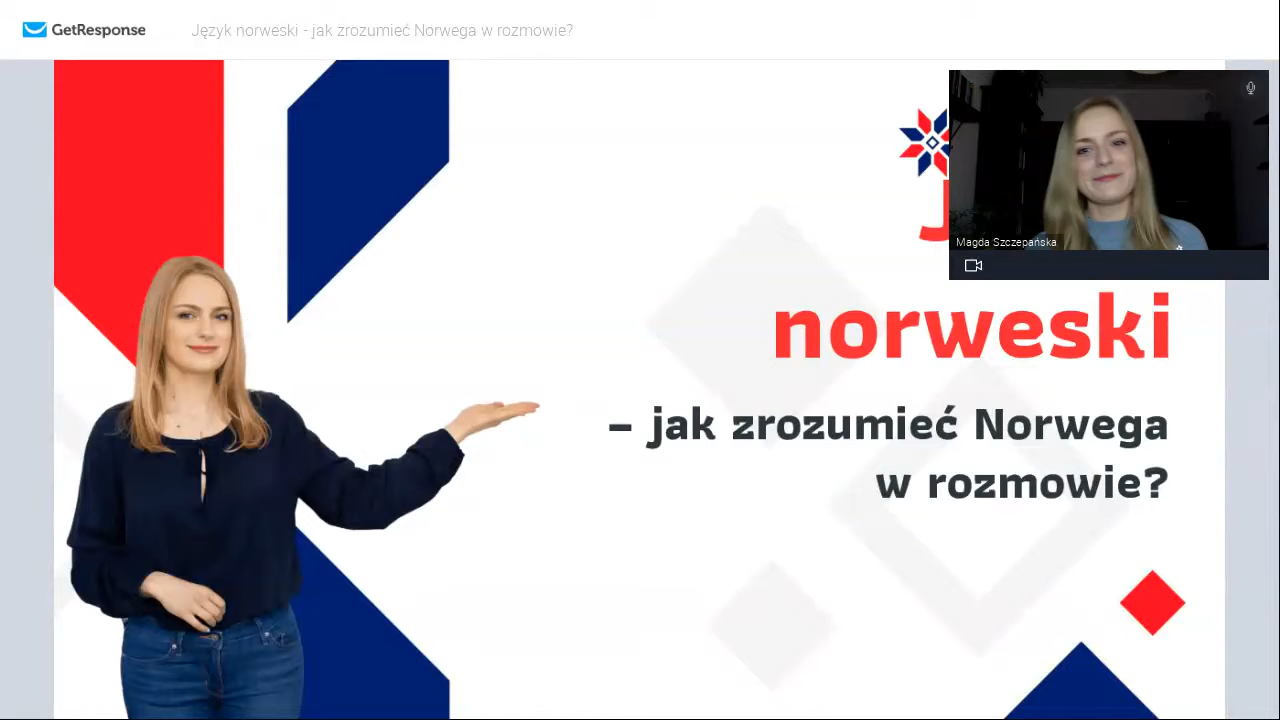 GetResponse
Język norweski - jak zrozumieć Norwega w rozmowie?
Magda Szczepańska
norweski
– jak zrozumieć Norwega
w rozmowie?